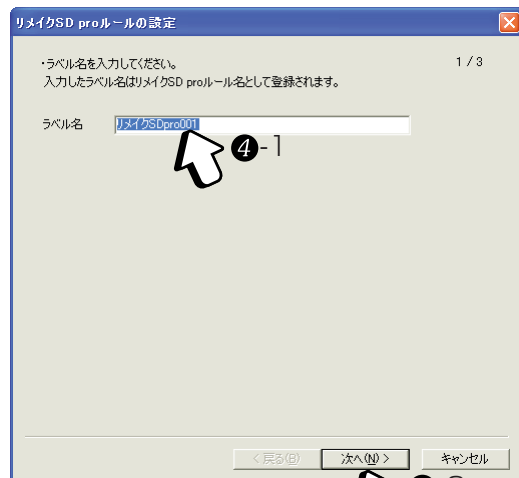 リメイクSD proルールの設定
・ラベル名を入力してください。
1 / 3
入力したラベル名はリメイクSD proルール名として登録されます。
ラベル名 リメイクSDpro001
❹-1
< 戻る(B) 次へ(N) > キャンセル